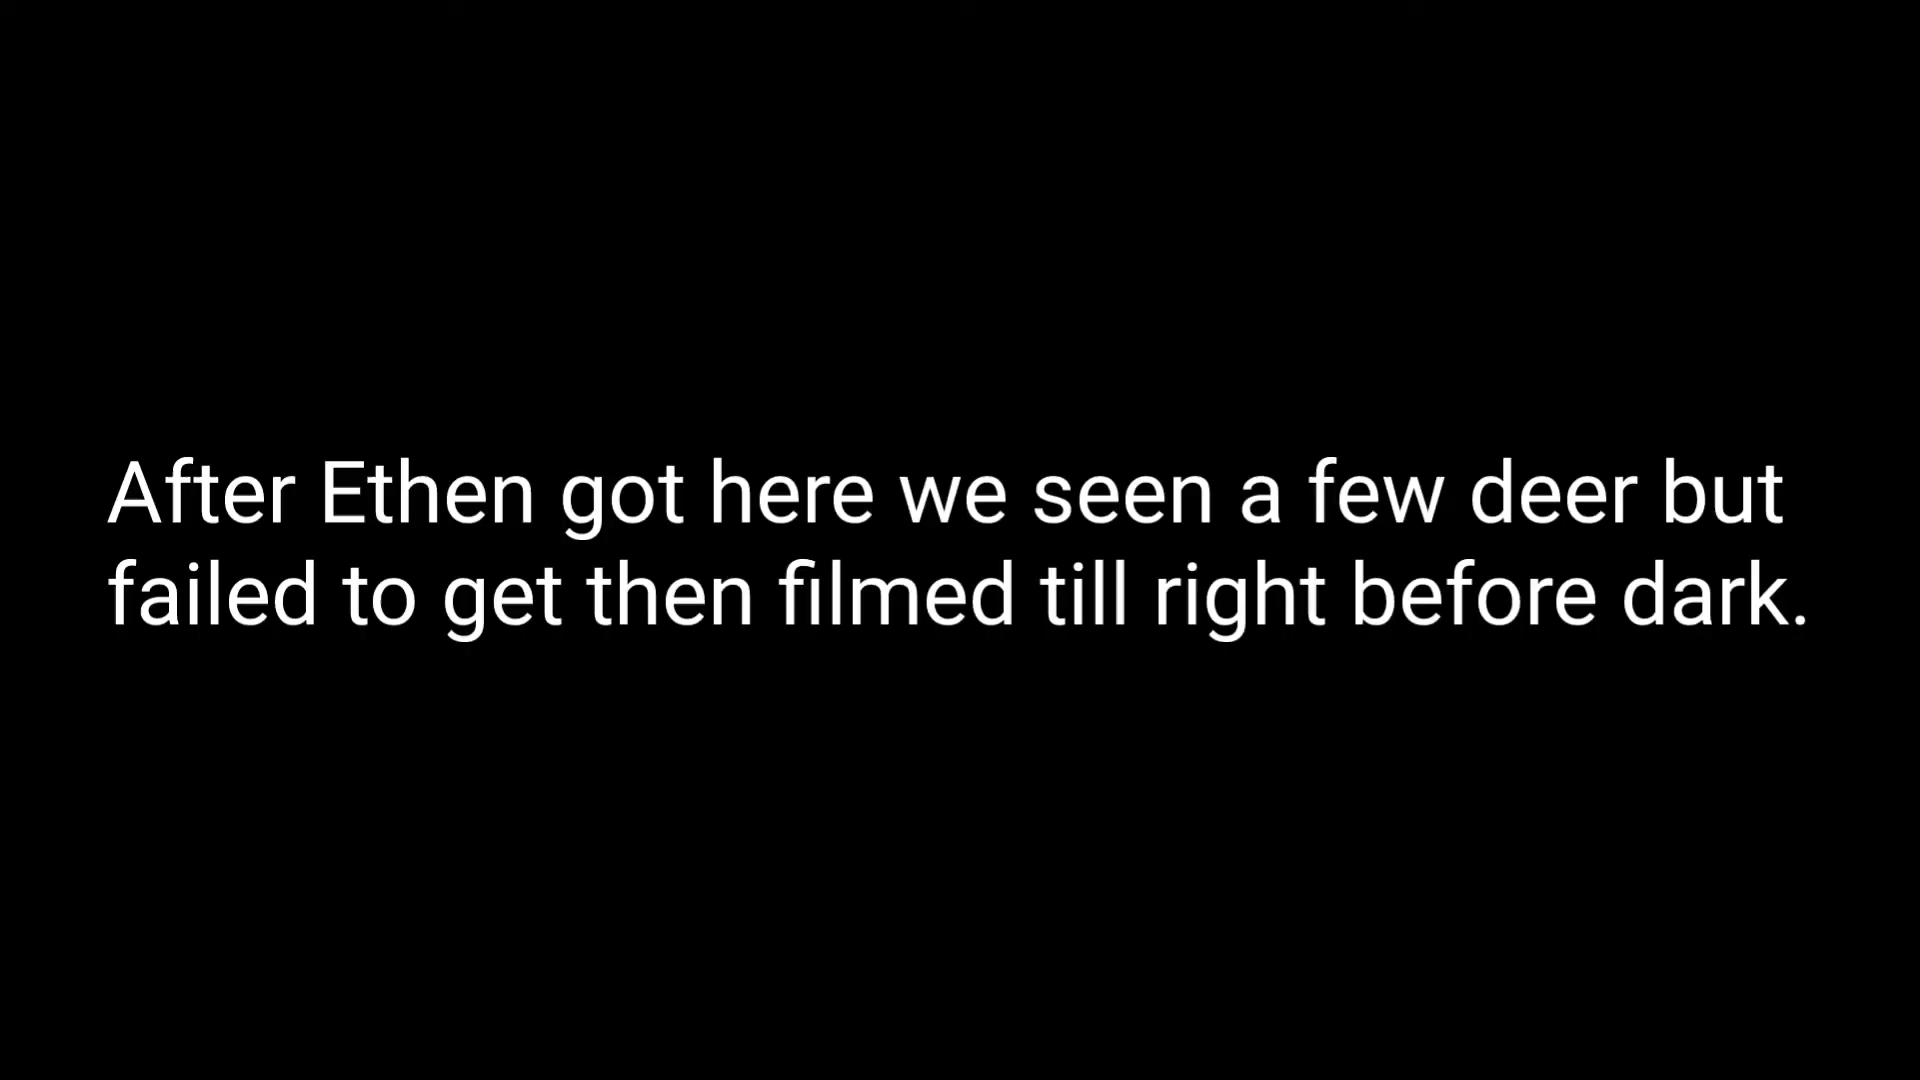 After Ethen got here we seen a few deer but
failed to get then filmed till right before dark.